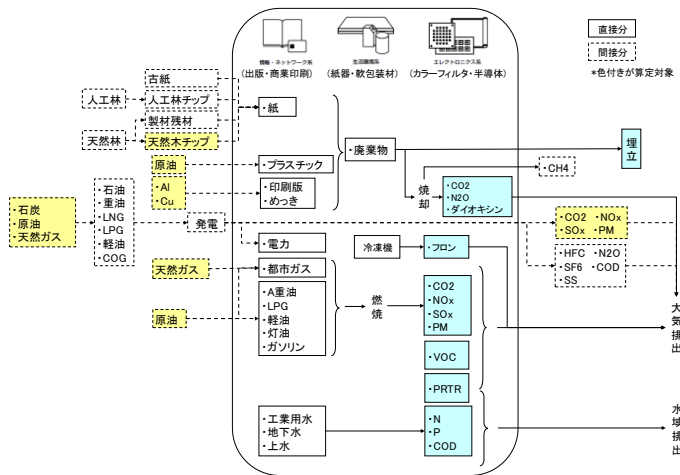 情報・ネットワーク系
(出版・商業印刷)
生活環境系
(紙器・軟包装材)
エレクトロニクス系
(カラーフィルタ・半導体)
直接分
間接分
*色付きが算定対象
古紙
人工林
人工林チップ
製材残材
天然林
天然木チップ
・紙
原油
・プラスチック
・Al
・Cu
・印刷版
・めっき
・廃棄物
埋立
焼却
・CH4
・CO2
・N2O
・ダイオキシン
・石炭
・原油
・天然ガス
・石油
・重油
・LNG
・LPG
・軽油
・COG
発電
・電力
冷凍機
・フロン
・CO2 ・NOx
・SOx ・PM
・HFC ・N2O
・SF6 ・COD
・SS
天然ガス
・都市ガス
原油
・A重油
・LPG
・軽油
・灯油
・ガソリン
燃焼
・CO2
・NOx
・SOx
・PM
・VOC
・PRTR
大気排出
・工業用水
・地下水
・上水
・N
・P
・COD
水域排出